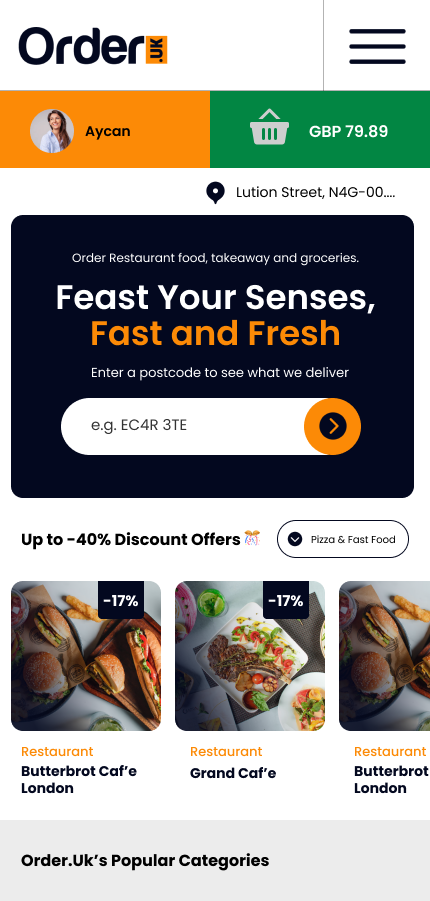 Order.UK
Aycan
GBP 79.89
Lution Street, N4G-00....
Order Restaurant food, takeaway and groceries.
Feast Your Senses,
Fast and Fresh
Enter a postcode to see what we deliver
e.g. EC4R 3TE
Up to -40% Discount Offers
Pizza & Fast Food
-17%
-17%
Restaurant
Butterbrot Caf’e
London
Restaurant
Grand Caf’e
Restaurant
Butterbrot
London
Order.Uk’s Popular Categories